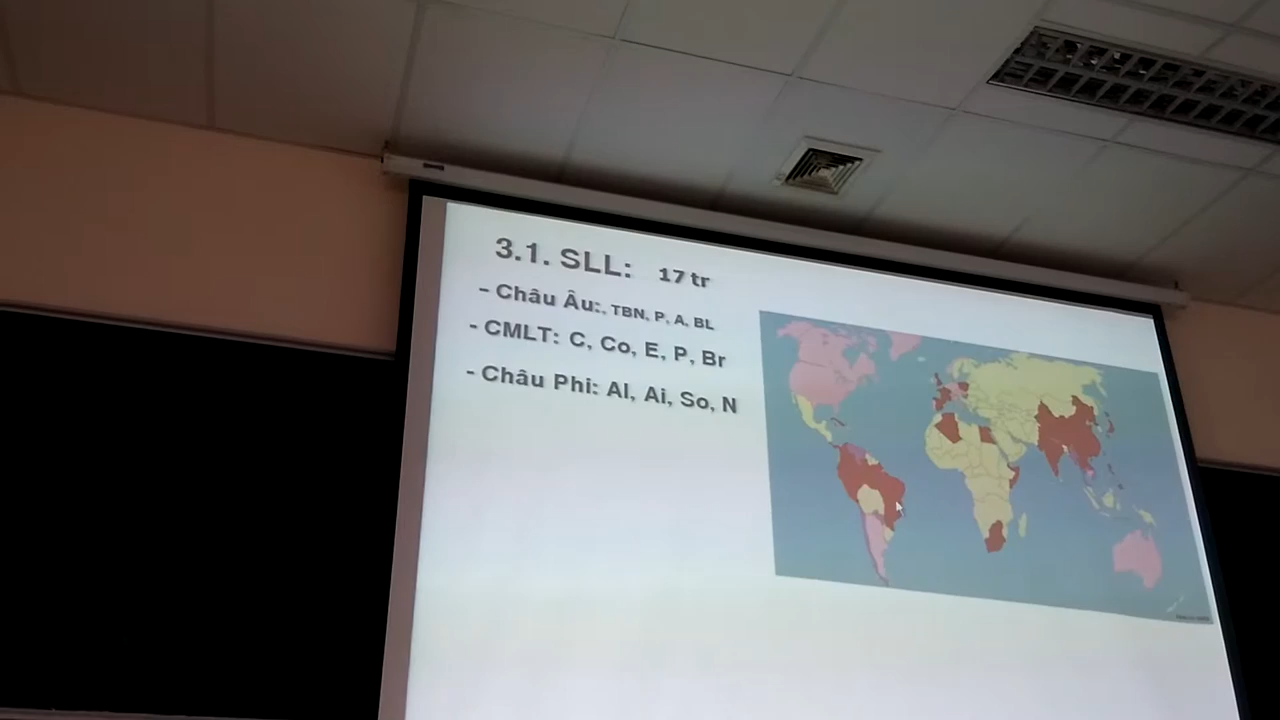 3.1. SLL: 17 tr
- Châu Âu:, TBN, P, A, BL
- CMLT: C, Co, E, P, Br
- Châu Phi: Al, Ai, So, N